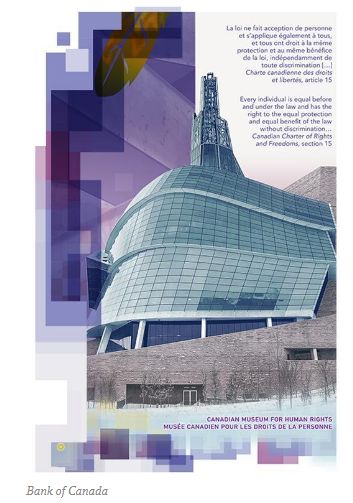 La loi ne fait acception de personne
et s'applique également à tous,
et tous ont droit à la même
protection et au même bénéfice
de la loi, indépendamment de
toute discrimination [...]
Charte canadienne des droits
et libertés, article 15
Every individual is equal before
and under the law and has the
right to the equal protection
and equal benefit of the law
without discrimination...
Canadian Charter of Rights
and Freedoms, section 15
CANADIAN MUSEUM FOR HUMAN RIGHTS
MUSÉE CANADIEN POUR LES DROITS DE LA PERSONNE
Bank of Canada